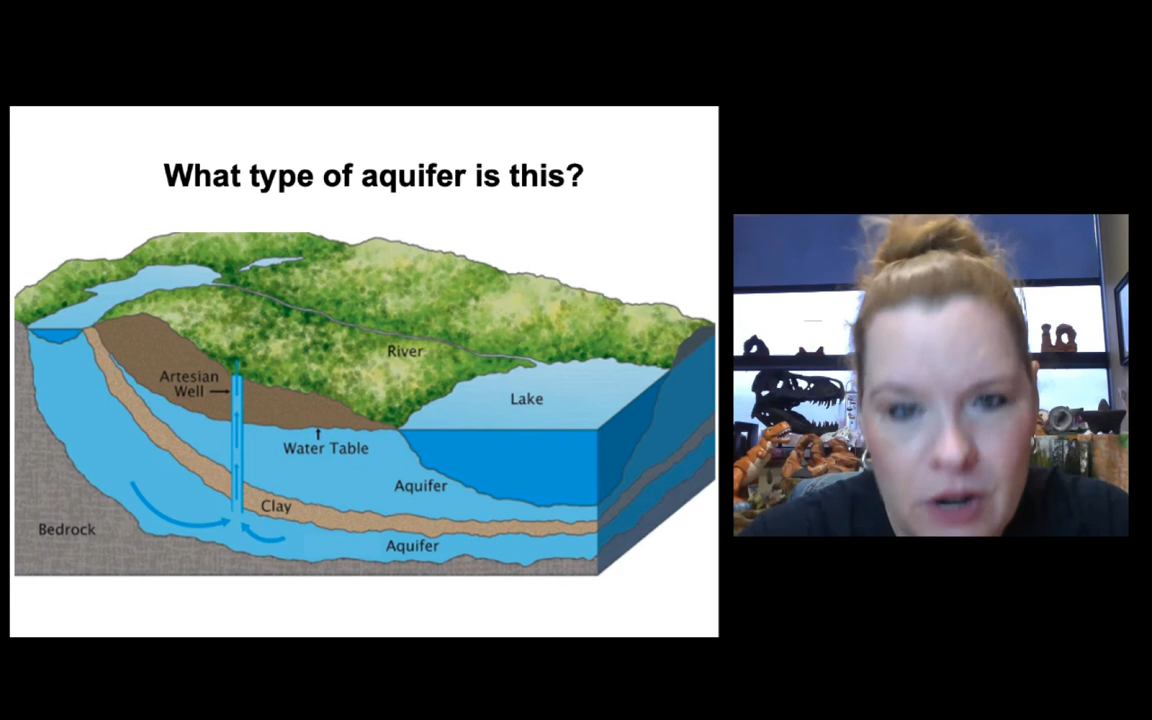 What type of aquifer is this?
River
Artesian
Well
Lake
Water Table
Aquifer
Clay
Bedrock
Aquifer